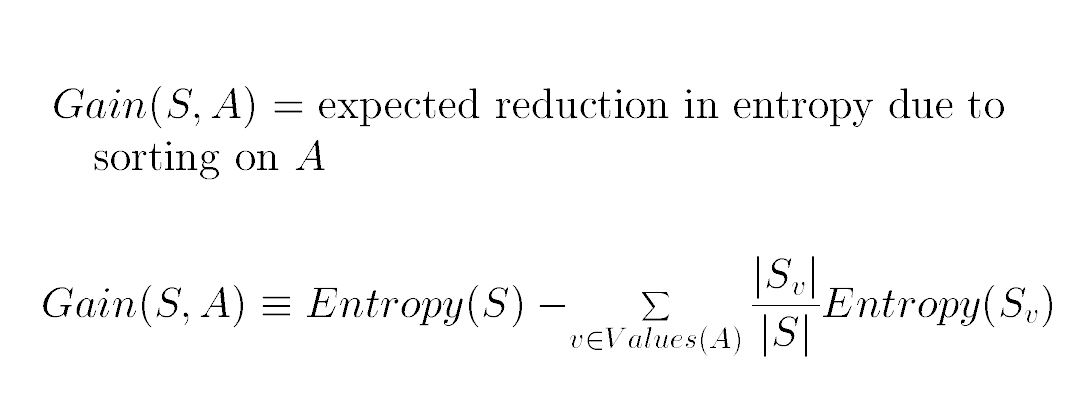 Gain(S, A) = expected reduction in entropy due to
sorting on A
Gain(S, A) ≡ Entropy(S) − ∑_{v∈Values(A)} |S_v|/|S| Entropy(S_v)